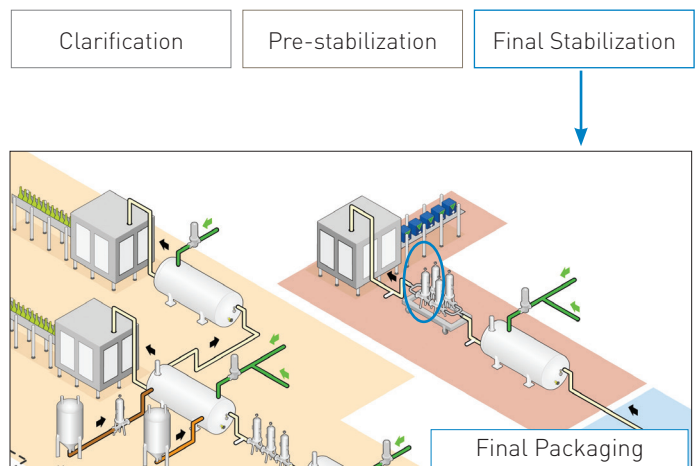 Clarification
Pre-stabilization
Final Stabilization
Final Packaging